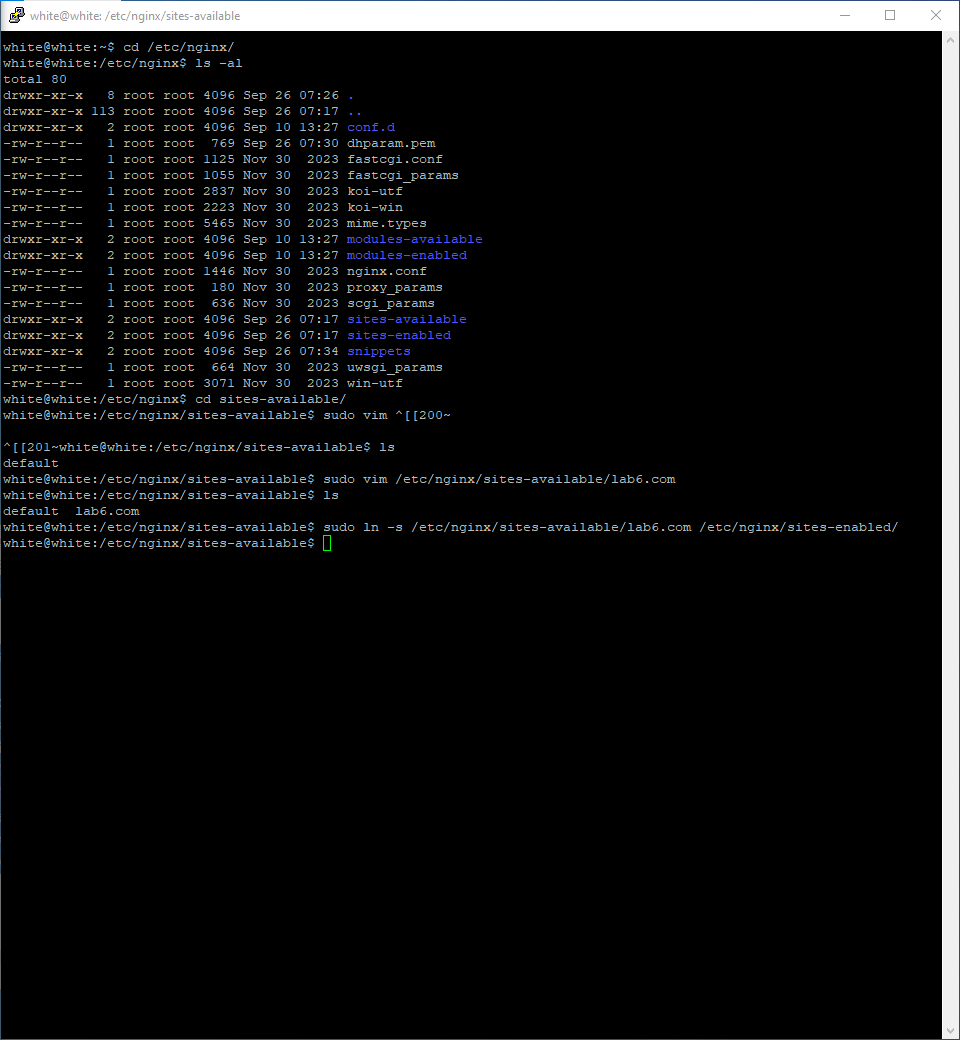 white@white: /etc/nginx/sites-available
white@white:~$ cd /etc/nginx/
white@white:/etc/nginx$ ls -al
total 80
drwxr-xr-x   8 root root 4096 Sep 26 07:26 .
drwxr-xr-x 113 root root 4096 Sep 26 07:17 ..
drwxr-xr-x   2 root root 4096 Sep 10 13:27 conf.d
-rw-r--r--   1 root root  769 Sep 26 07:30 dhparam.pem
-rw-r--r--   1 root root 1125 Nov 30  2023 fastcgi.conf
-rw-r--r--   1 root root 1055 Nov 30  2023 fastcgi_params
-rw-r--r--   1 root root 2837 Nov 30  2023 koi-utf
-rw-r--r--   1 root root 2223 Nov 30  2023 koi-win
-rw-r--r--   1 root root 5465 Nov 30  2023 mime.types
drwxr-xr-x   2 root root 4096 Sep 10 13:27 modules-available
drwxr-xr-x   2 root root 4096 Sep 10 13:27 modules-enabled
-rw-r--r--   1 root root 1446 Nov 30  2023 nginx.conf
-rw-r--r--   1 root root  180 Nov 30  2023 proxy_params
-rw-r--r--   1 root root  636 Nov 30  2023 scgi_params
drwxr-xr-x   2 root root 4096 Sep 26 07:17 sites-available
drwxr-xr-x   2 root root 4096 Sep 26 07:17 sites-enabled
drwxr-xr-x   2 root root 4096 Sep 26 07:34 snippets
-rw-r--r--   1 root root  664 Nov 30  2023 uwsgi_params
-rw-r--r--   1 root root 3071 Nov 30  2023 win-utf
white@white:/etc/nginx$ cd sites-available/
white@white:/etc/nginx/sites-available$ sudo vim ^[[200~
^[[201~white@white:/etc/nginx/sites-available$ ls
default
white@white:/etc/nginx/sites-available$ sudo vim /etc/nginx/sites-available/lab6.com
white@white:/etc/nginx/sites-available$ ls
default  lab6.com
white@white:/etc/nginx/sites-available$ sudo ln -s /etc/nginx/sites-available/lab6.com /etc/nginx/sites-enabled/
white@white:/etc/nginx/sites-available$